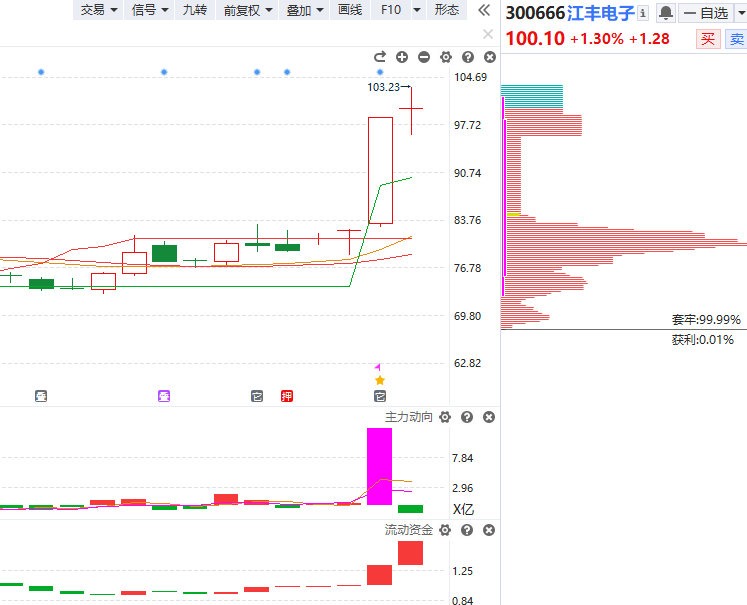 交易 信号 九转 前复权 叠加 画线 F10 形态
300666 江丰电子 自选
100.10 +1.30% +1.28 买 卖
104.69
103.23
97.72
90.74
83.76
76.78
69.80
套牢:99.99%
获利:0.01%
62.82
它 押 它
主力动向
7.84
2.96
X亿
流动资金
1.25
0.84